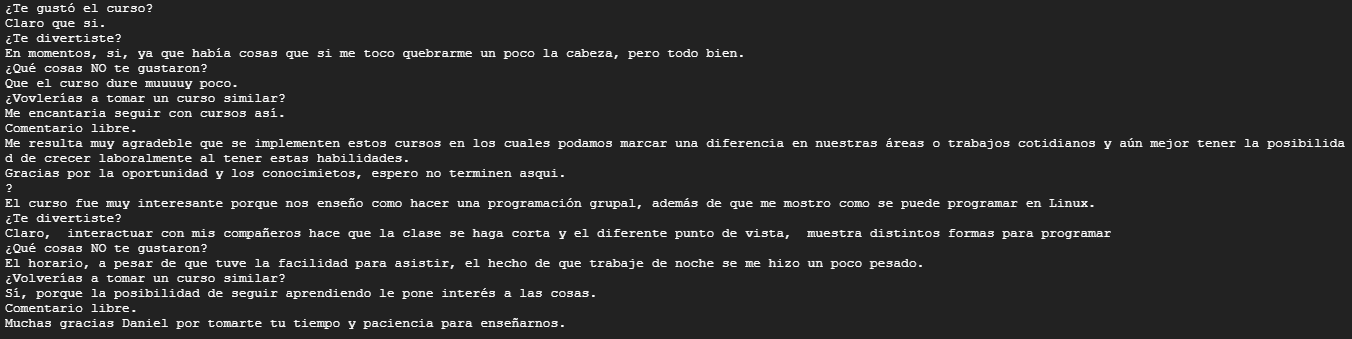 ¿Te gustó el curso?
Claro que si.
¿Te divertiste?
En momentos, si, ya que había cosas que si me toco quebrarme un poco la cabeza, pero todo bien.
¿Qué cosas NO te gustaron?
Que el curso dure muuuuy poco.
¿Vovlerías a tomar un curso similar?
Me encantaria seguir con cursos así.
Comentario libre.
Me resulta muy agradeble que se implementen estos cursos en los cuales podamos marcar una diferencia en nuestras áreas o trabajos cotidianos y aún mejor tener la posibilida
d de crecer laboralmente al tener estas habilidades.
Gracias por la oportunidad y los conocimietos, espero no terminen asqui.
?
El curso fue muy interesante porque nos enseño como hacer una programación grupal, además de que me mostro como se puede programar en Linux.
¿Te divertiste?
Claro,  interactuar con mis compañeros hace que la clase se haga corta y el diferente punto de vista,  muestra distintos formas para programar
¿Qué cosas NO te gustaron?
El horario, a pesar de que tuve la facilidad para asistir, el hecho de que trabaje de noche se me hizo un poco pesado.
¿Volverías a tomar un curso similar?
Sí, porque la posibilidad de seguir aprendiendo le pone interés a las cosas.
Comentario libre.
Muchas gracias Daniel por tomarte tu tiempo y paciencia para enseñarnos.